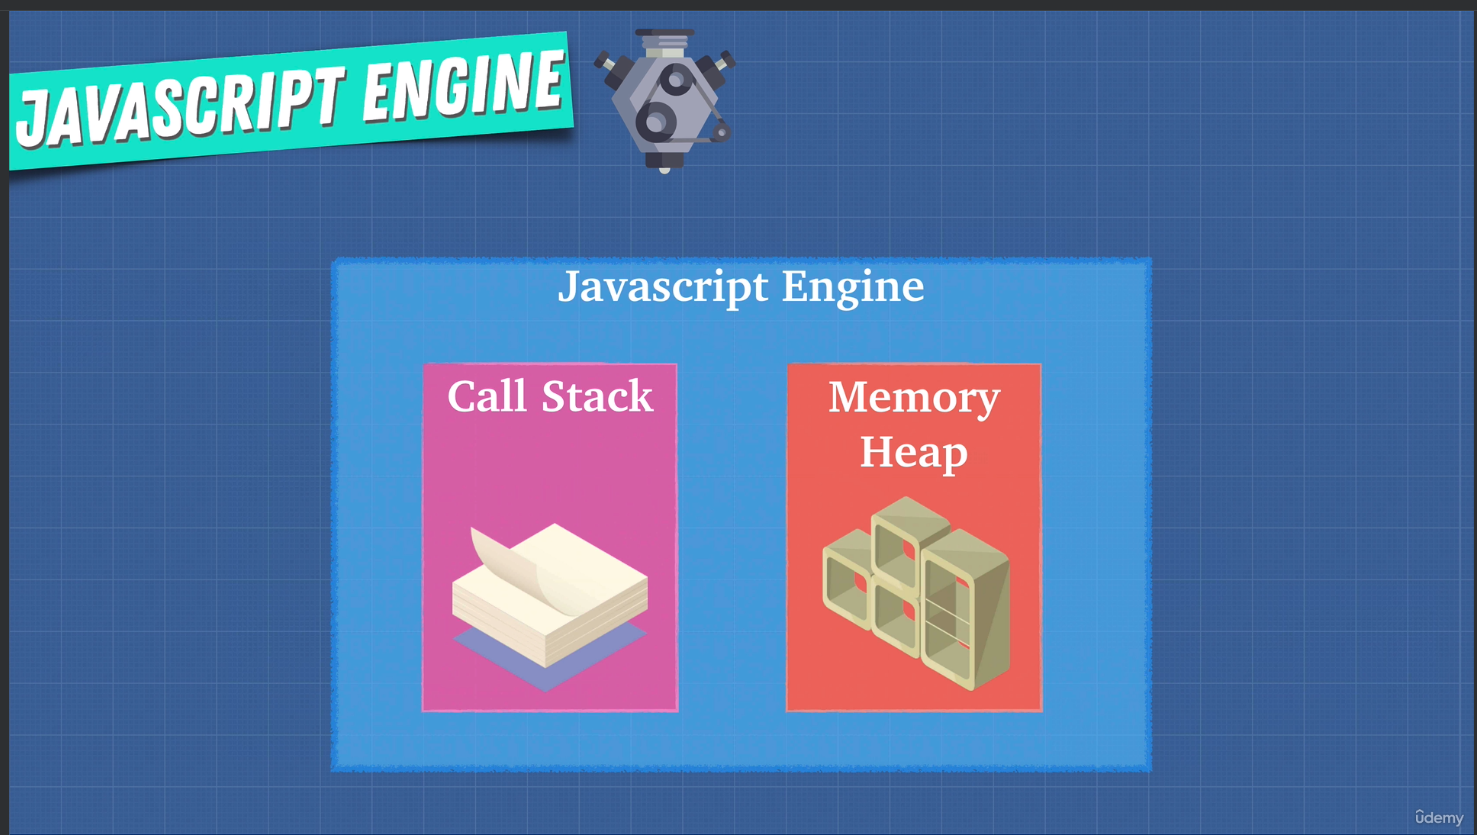 JAVASCRIPT ENGINE
Javascript Engine
Call Stack
Memory
Heap
ûdemy